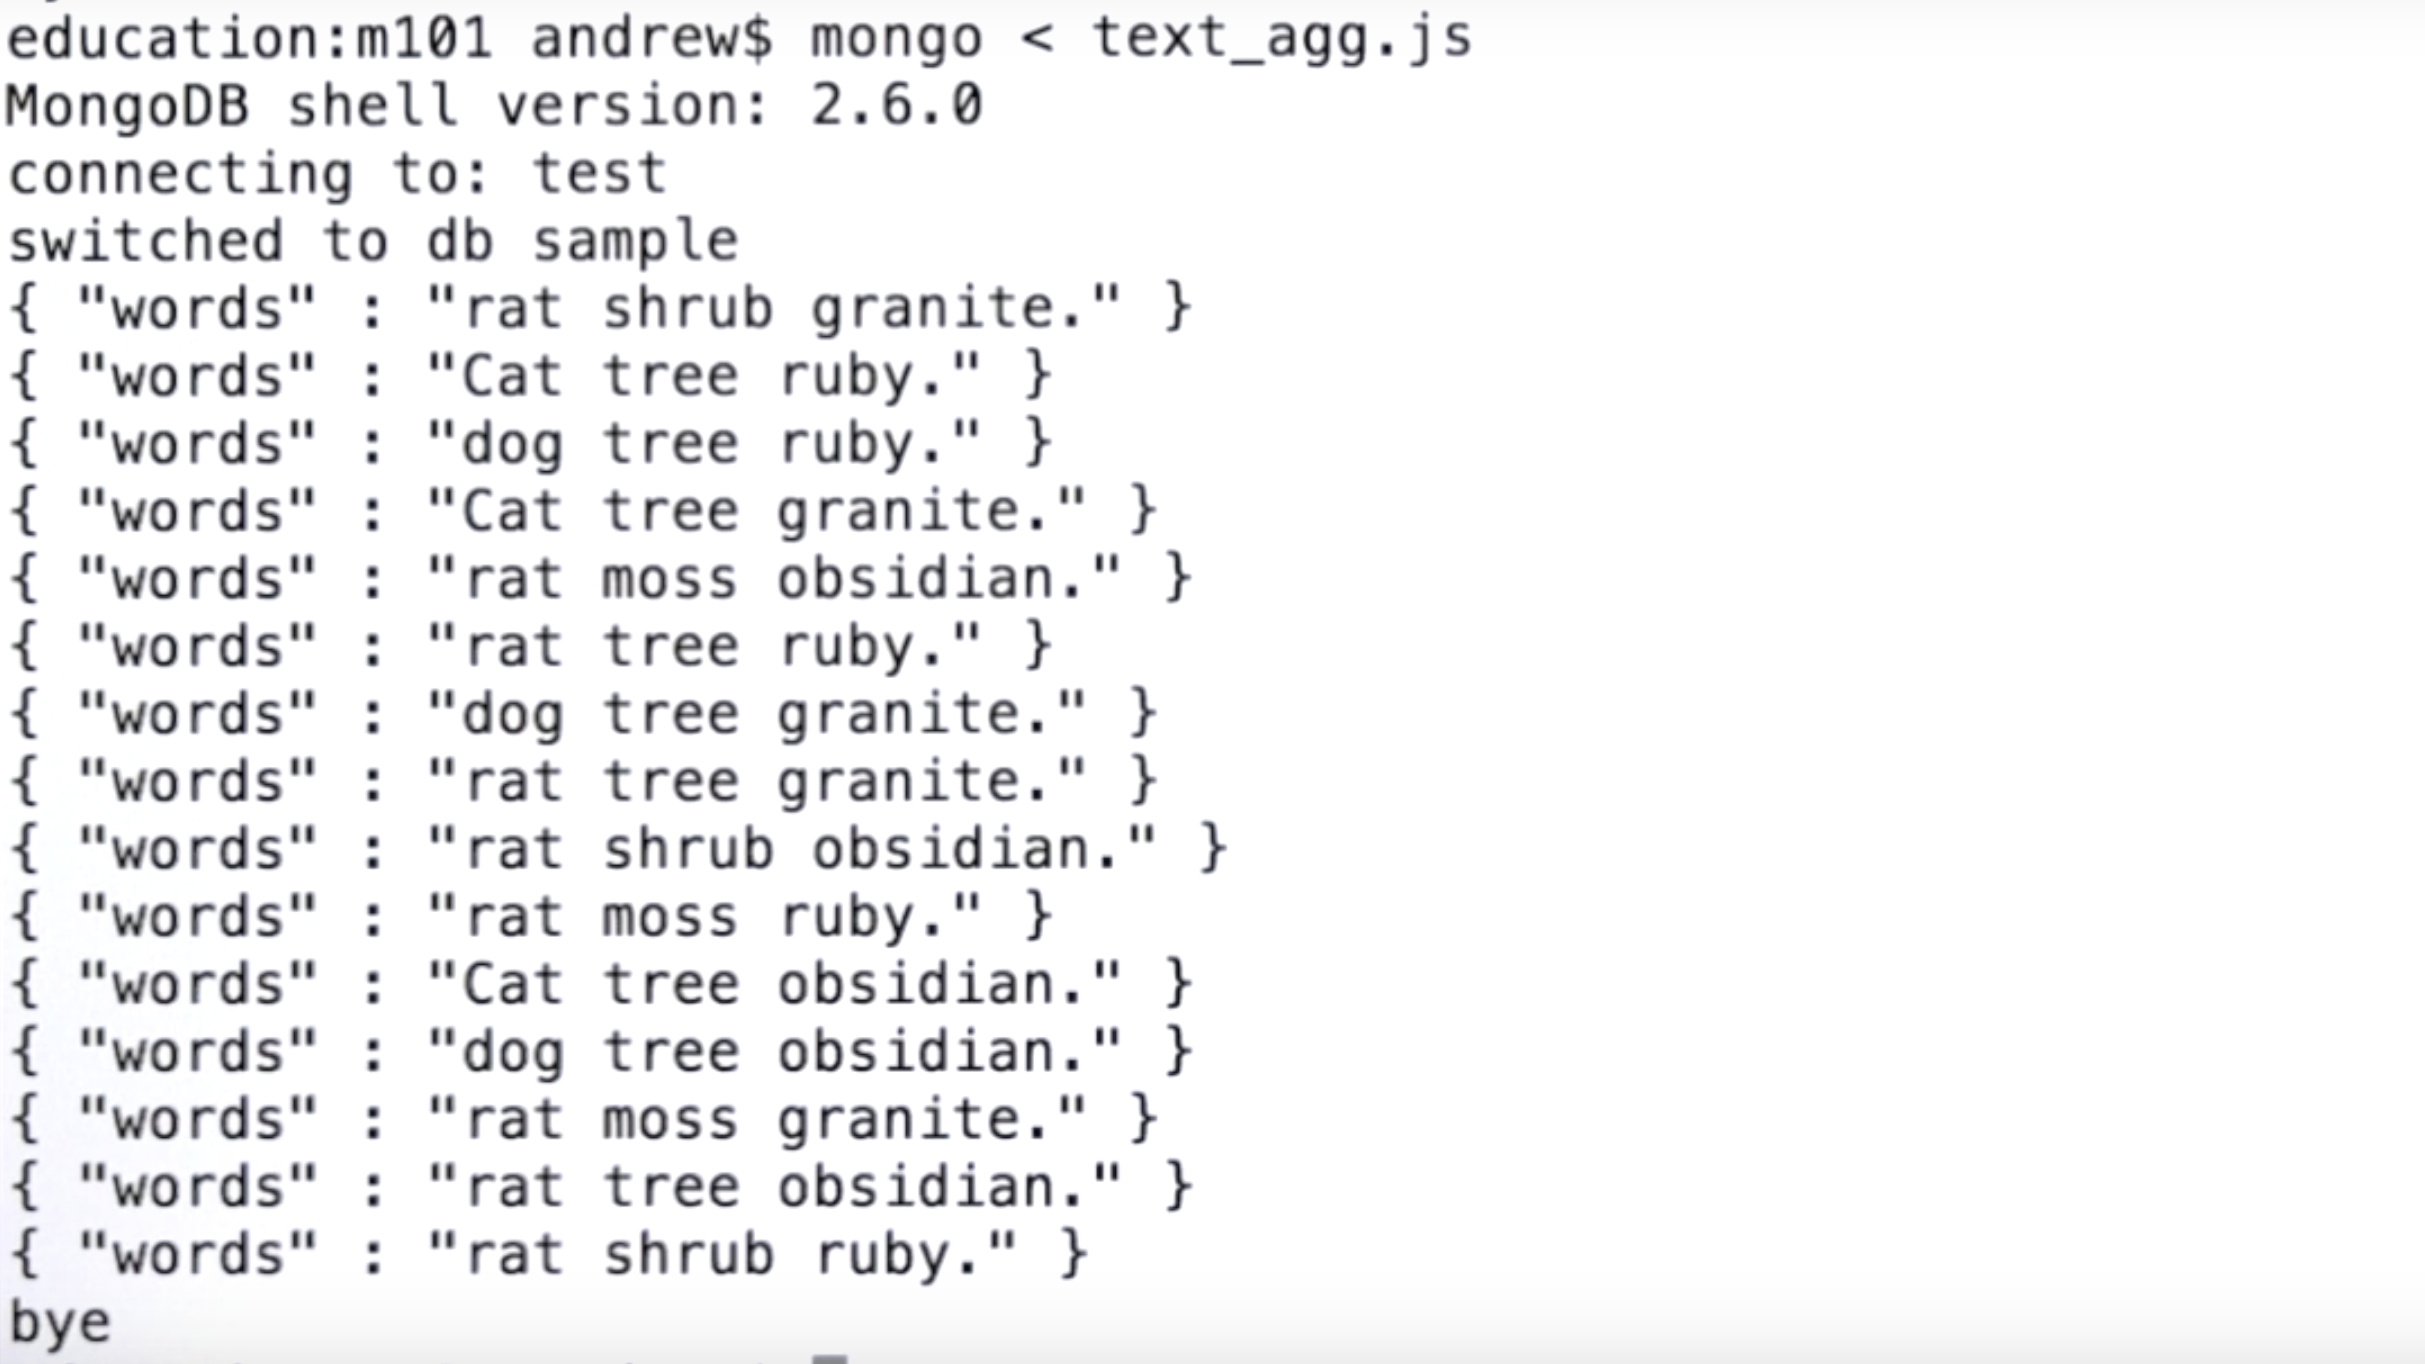 education:m101 andrew$ mongo < text_agg.js
MongoDB shell version: 2.6.0
connecting to: test
switched to db sample
{ "words" : "rat shrub granite." }
{ "words" : "Cat tree ruby." }
{ "words" : "dog tree ruby." }
{ "words" : "Cat tree granite." }
{ "words" : "rat moss obsidian." }
{ "words" : "rat tree ruby." }
{ "words" : "dog tree granite." }
{ "words" : "rat tree granite." }
{ "words" : "rat shrub obsidian." }
{ "words" : "rat moss ruby." }
{ "words" : "Cat tree obsidian." }
{ "words" : "dog tree obsidian." }
{ "words" : "rat moss granite." }
{ "words" : "rat tree obsidian." }
{ "words" : "rat shrub ruby." }
bye